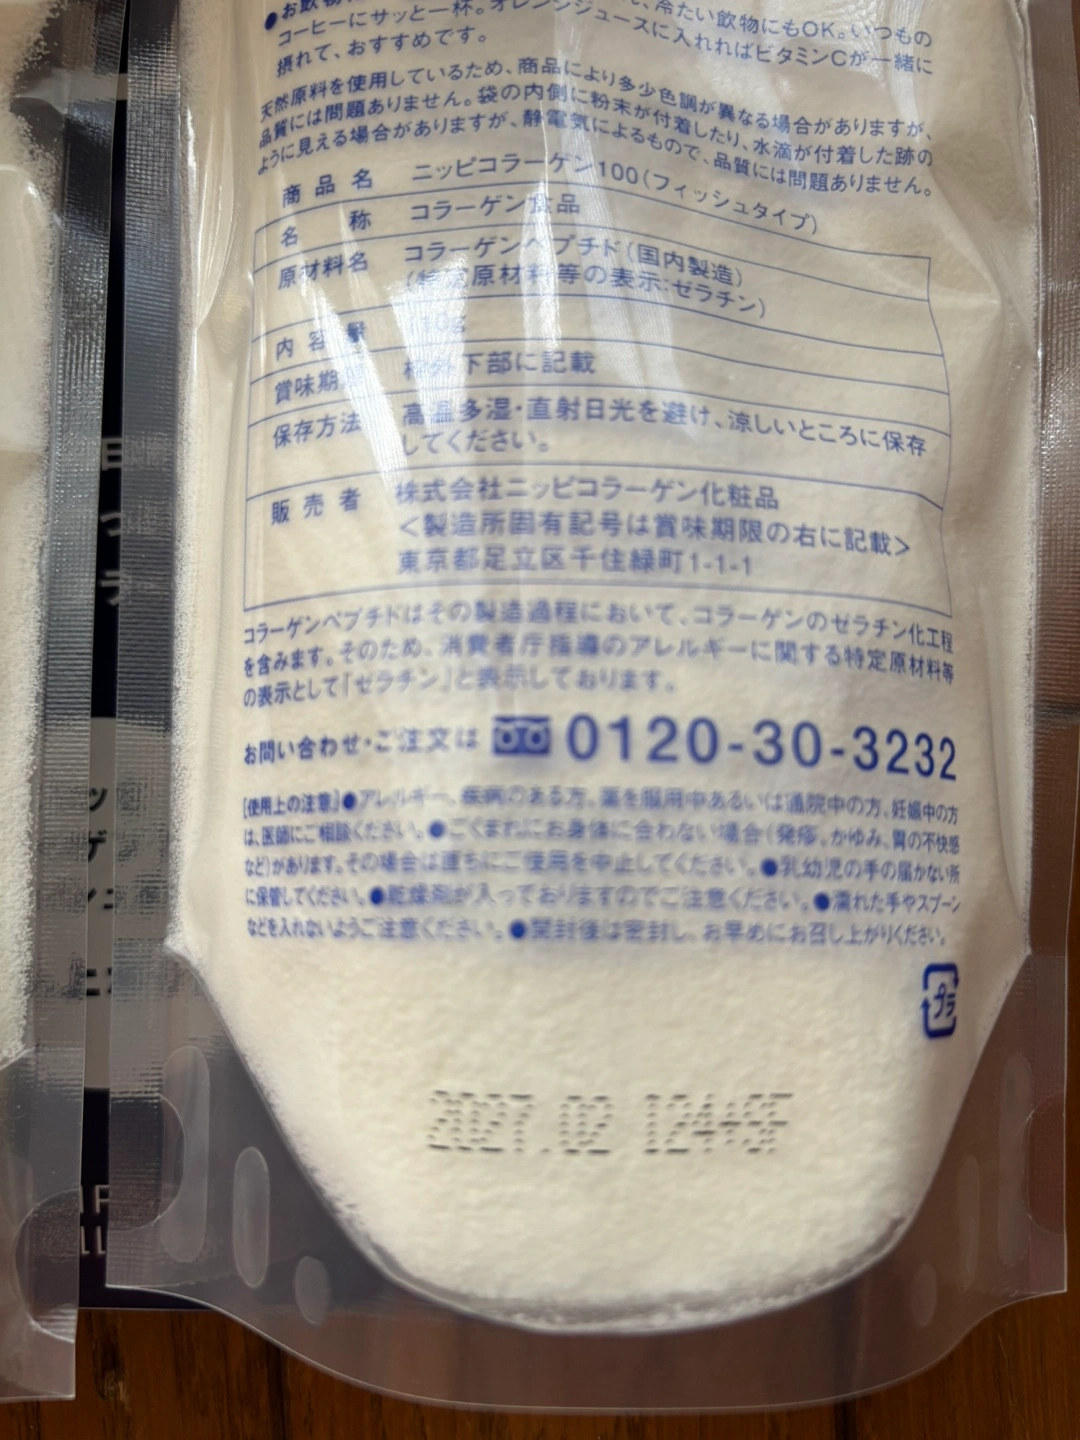 ●お飲物に
冷たい飲物にもOK。いつもの
コーヒーにサッと一杯。オレンジジュースに入れればビタミンCが一緒に
摂れて、おすすめです。
天然原料を使用しているため、商品により多少色調が異なる場合がありますが、
品質には問題ありません。袋の内側に粉末が付着したり、水滴が付着した跡の
ように見える場合がありますが、静電気によるもので、品質には問題ありません。
商品名 ニッピコラーゲン100(フィッシュタイプ)
名称 コラーゲン食品
原材料名 コラーゲンペプチド(国内製造)
(特定原材料等の表示:ゼラチン)
内容量 110g
賞味期限 枠外下部に記載
保存方法 高温多湿・直射日光を避け、涼しいところに保存
してください。
販売者 株式会社ニッピコラーゲン化粧品
<製造所固有記号は賞味期限の右に記載>
東京都足立区千住緑町1-1-1
コラーゲンペプチドはその製造過程において、コラーゲンのゼラチン化工程
を含みます。そのため、消費者庁指導のアレルギーに関する特定原材料等
の表示として「ゼラチン」と表示しております。
お問い合わせ・ご注文は 0120-30-3232
[使用上の注意]●アレルギー、疾病のある方、薬を服用中あるいは通院中の方、妊娠中の方
は、医師にご相談ください。●ごくまれにお身体に合わない場合(発疹、かゆみ、胃の不快感
など)があります。その場合は直ちにご使用を中止してください。●乳幼児の手の届かない所
に保管してください。●乾燥剤が入っておりますのでご注意ください。●濡れた手やスプーン
などを入れないようご注意ください。●開封後は密封し、お早めにお召し上がりください。
プラ
2027.02